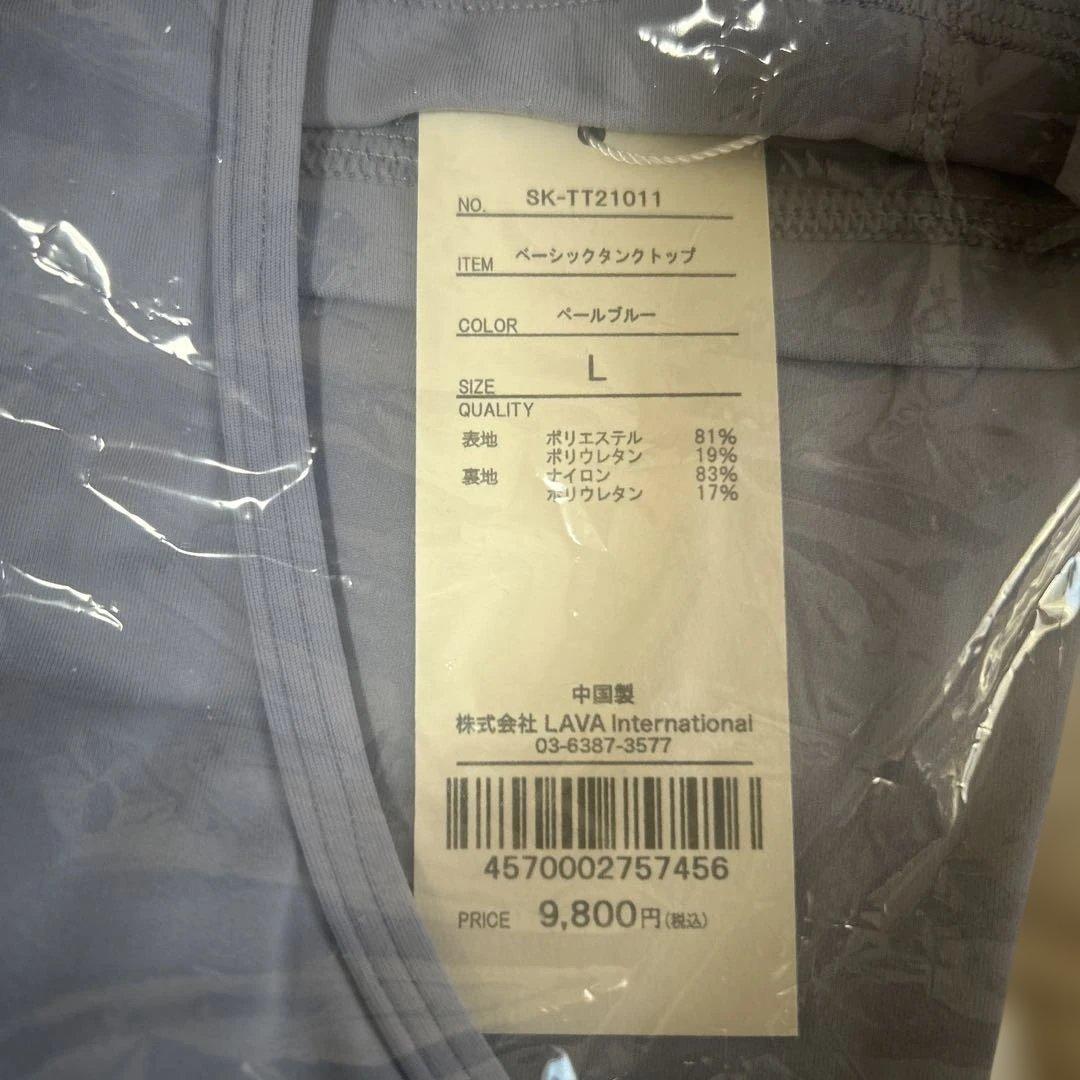 NO. SK-TT21011
ITEM ベーシックタンクトップ
COLOR ペールブルー
SIZE L
QUALITY
表地 ポリエステル 81%
ポリウレタン 19%
裏地 ナイロン 83%
ポリウレタン 17%
中国製
株式会社 LAVA International
03-6387-3577
4570002757456
PRICE 9,800円(税込)